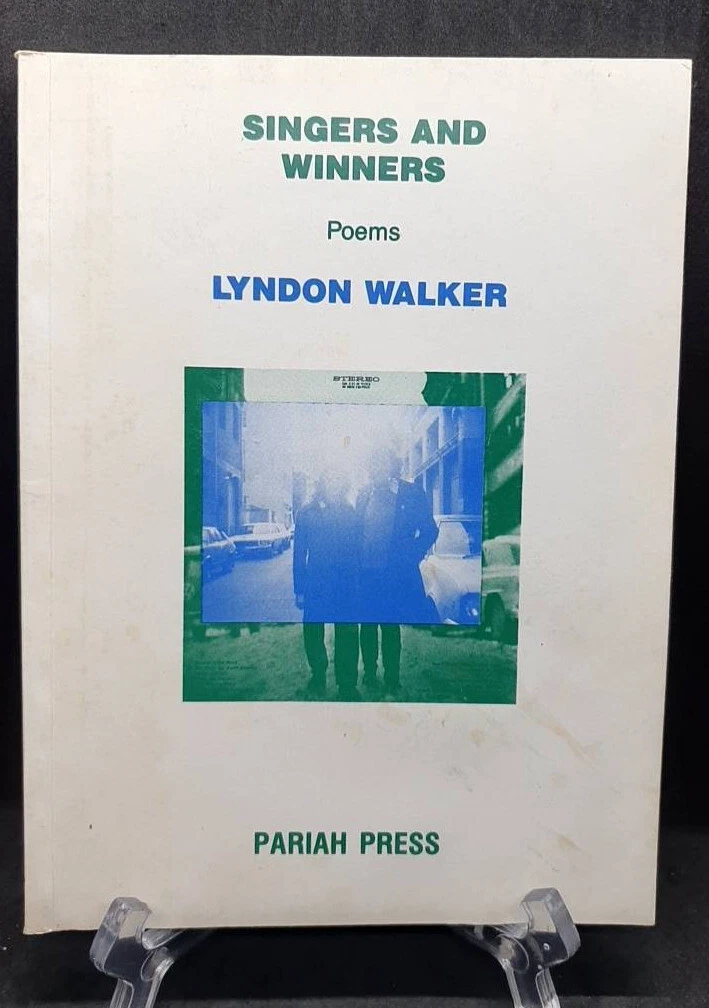 SINGERS AND
WINNERS
Poems
LYNDON WALKER
STEREO
PARIAH PRESS